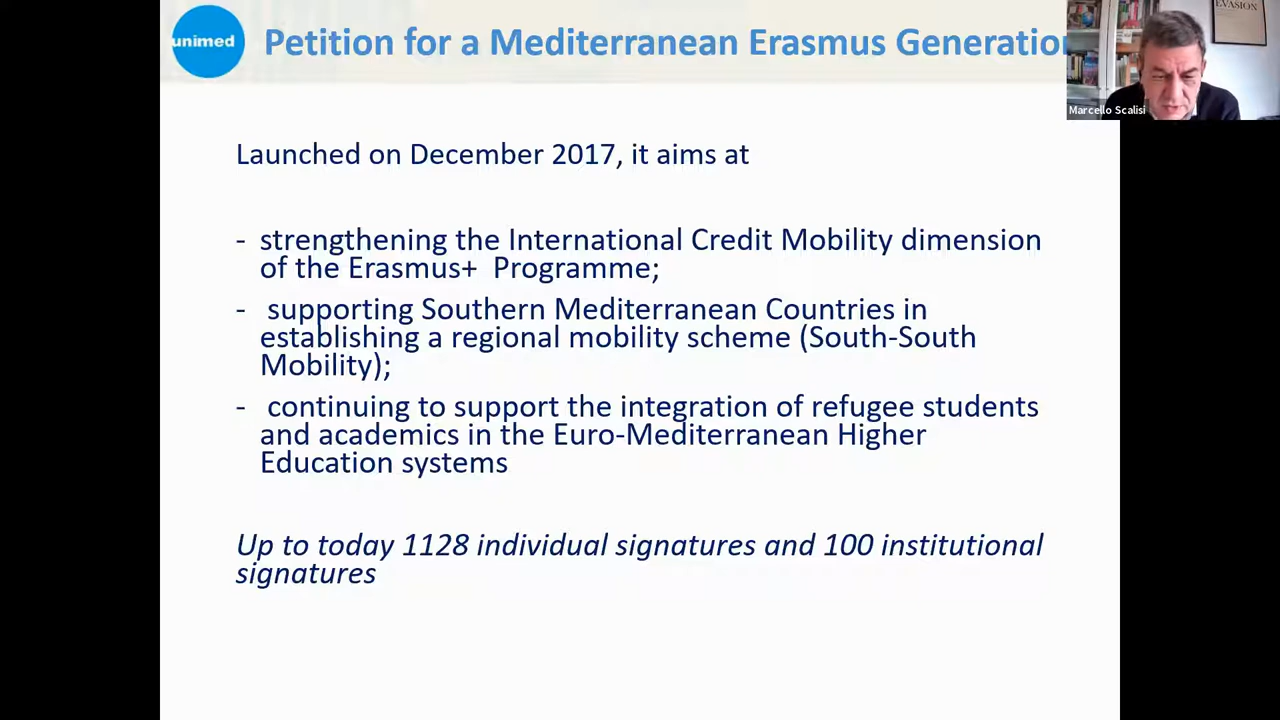 unimed
Petition for a Mediterranean Erasmus Generation
EVASION
Marcello Scalisi
Launched on December 2017, it aims at
- strengthening the International Credit Mobility dimension
of the Erasmus+ Programme;
- supporting Southern Mediterranean Countries in
establishing a regional mobility scheme (South-South
Mobility);
- continuing to support the integration of refugee students
and academics in the Euro-Mediterranean Higher
Education systems
Up to today 1128 individual signatures and 100 institutional
signatures